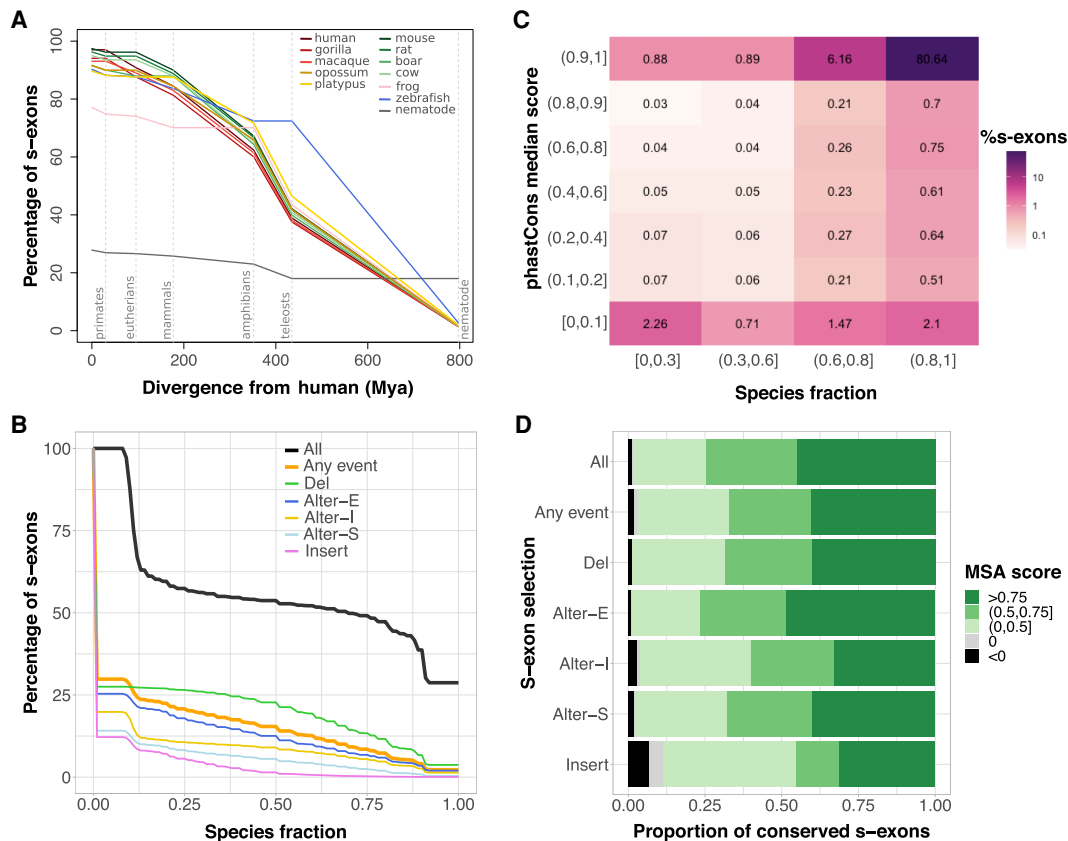 A
Percentage of s-exons
100
80
60
40
20
0
human
gorilla
macaque
opossum
platypus
mouse
rat
boar
cow
frog
zebrafish
nematode
primates
eutherians
mammals
amphibians
teleosts
nematode
0 200 400 600 800
Divergence from human (Mya)
C
phastCons median score
(0.9,1] 0.88 0.89 6.16 80.64
(0.8,0.9] 0.03 0.04 0.21 0.7
(0.6,0.8] 0.04 0.04 0.26 0.75
(0.4,0.6] 0.05 0.05 0.23 0.61
(0.2,0.4] 0.07 0.06 0.27 0.64
(0.1,0.2] 0.07 0.06 0.21 0.51
[0,0.1] 2.26 0.71 1.47 2.1
[0,0.3] (0.3,0.6] (0.6,0.8] (0.8,1]
Species fraction
%s-exons
10
1
0.1
B
Percentage of s-exons
100
75
50
25
0
All
Any event
Del
Alter-E
Alter-I
Alter-S
Insert
0.00 0.25 0.50 0.75 1.00
Species fraction
D
S-exon selection
All
Any event
Del
Alter-E
Alter-I
Alter-S
Insert
0.00 0.25 0.50 0.75 1.00
Proportion of conserved s-exons
MSA score
>0.75
(0.5,0.75]
(0,0.5]
0
<0